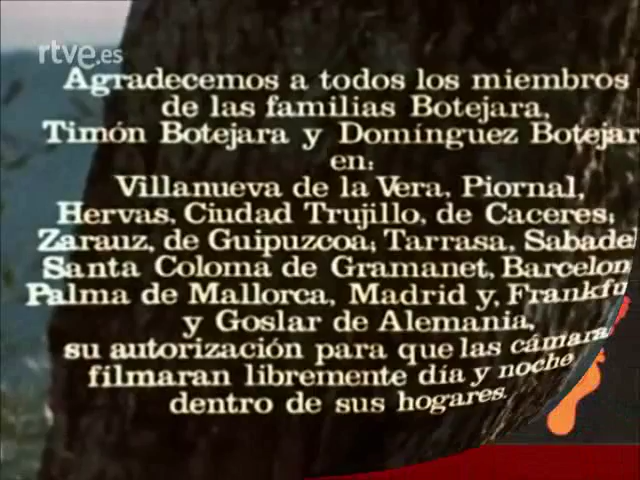 rtve.es
Agradecemos a todos los miembros
de las familias Botejara,
Timón Botejara y Domínguez Botejar
en:
Villanueva de la Vera, Piornal,
Hervas, Ciudad Trujillo, de Caceres;
Zarauz, de Guipuzcoa; Tarrasa, Sabadel
Santa Coloma de Gramanet, Barcelon
Palma de Mallorca, Madrid y, Frankfu
y Goslar de Alemania,
su autorización para que las cámara
filmaran libremente día y noche
dentro de sus hogares.